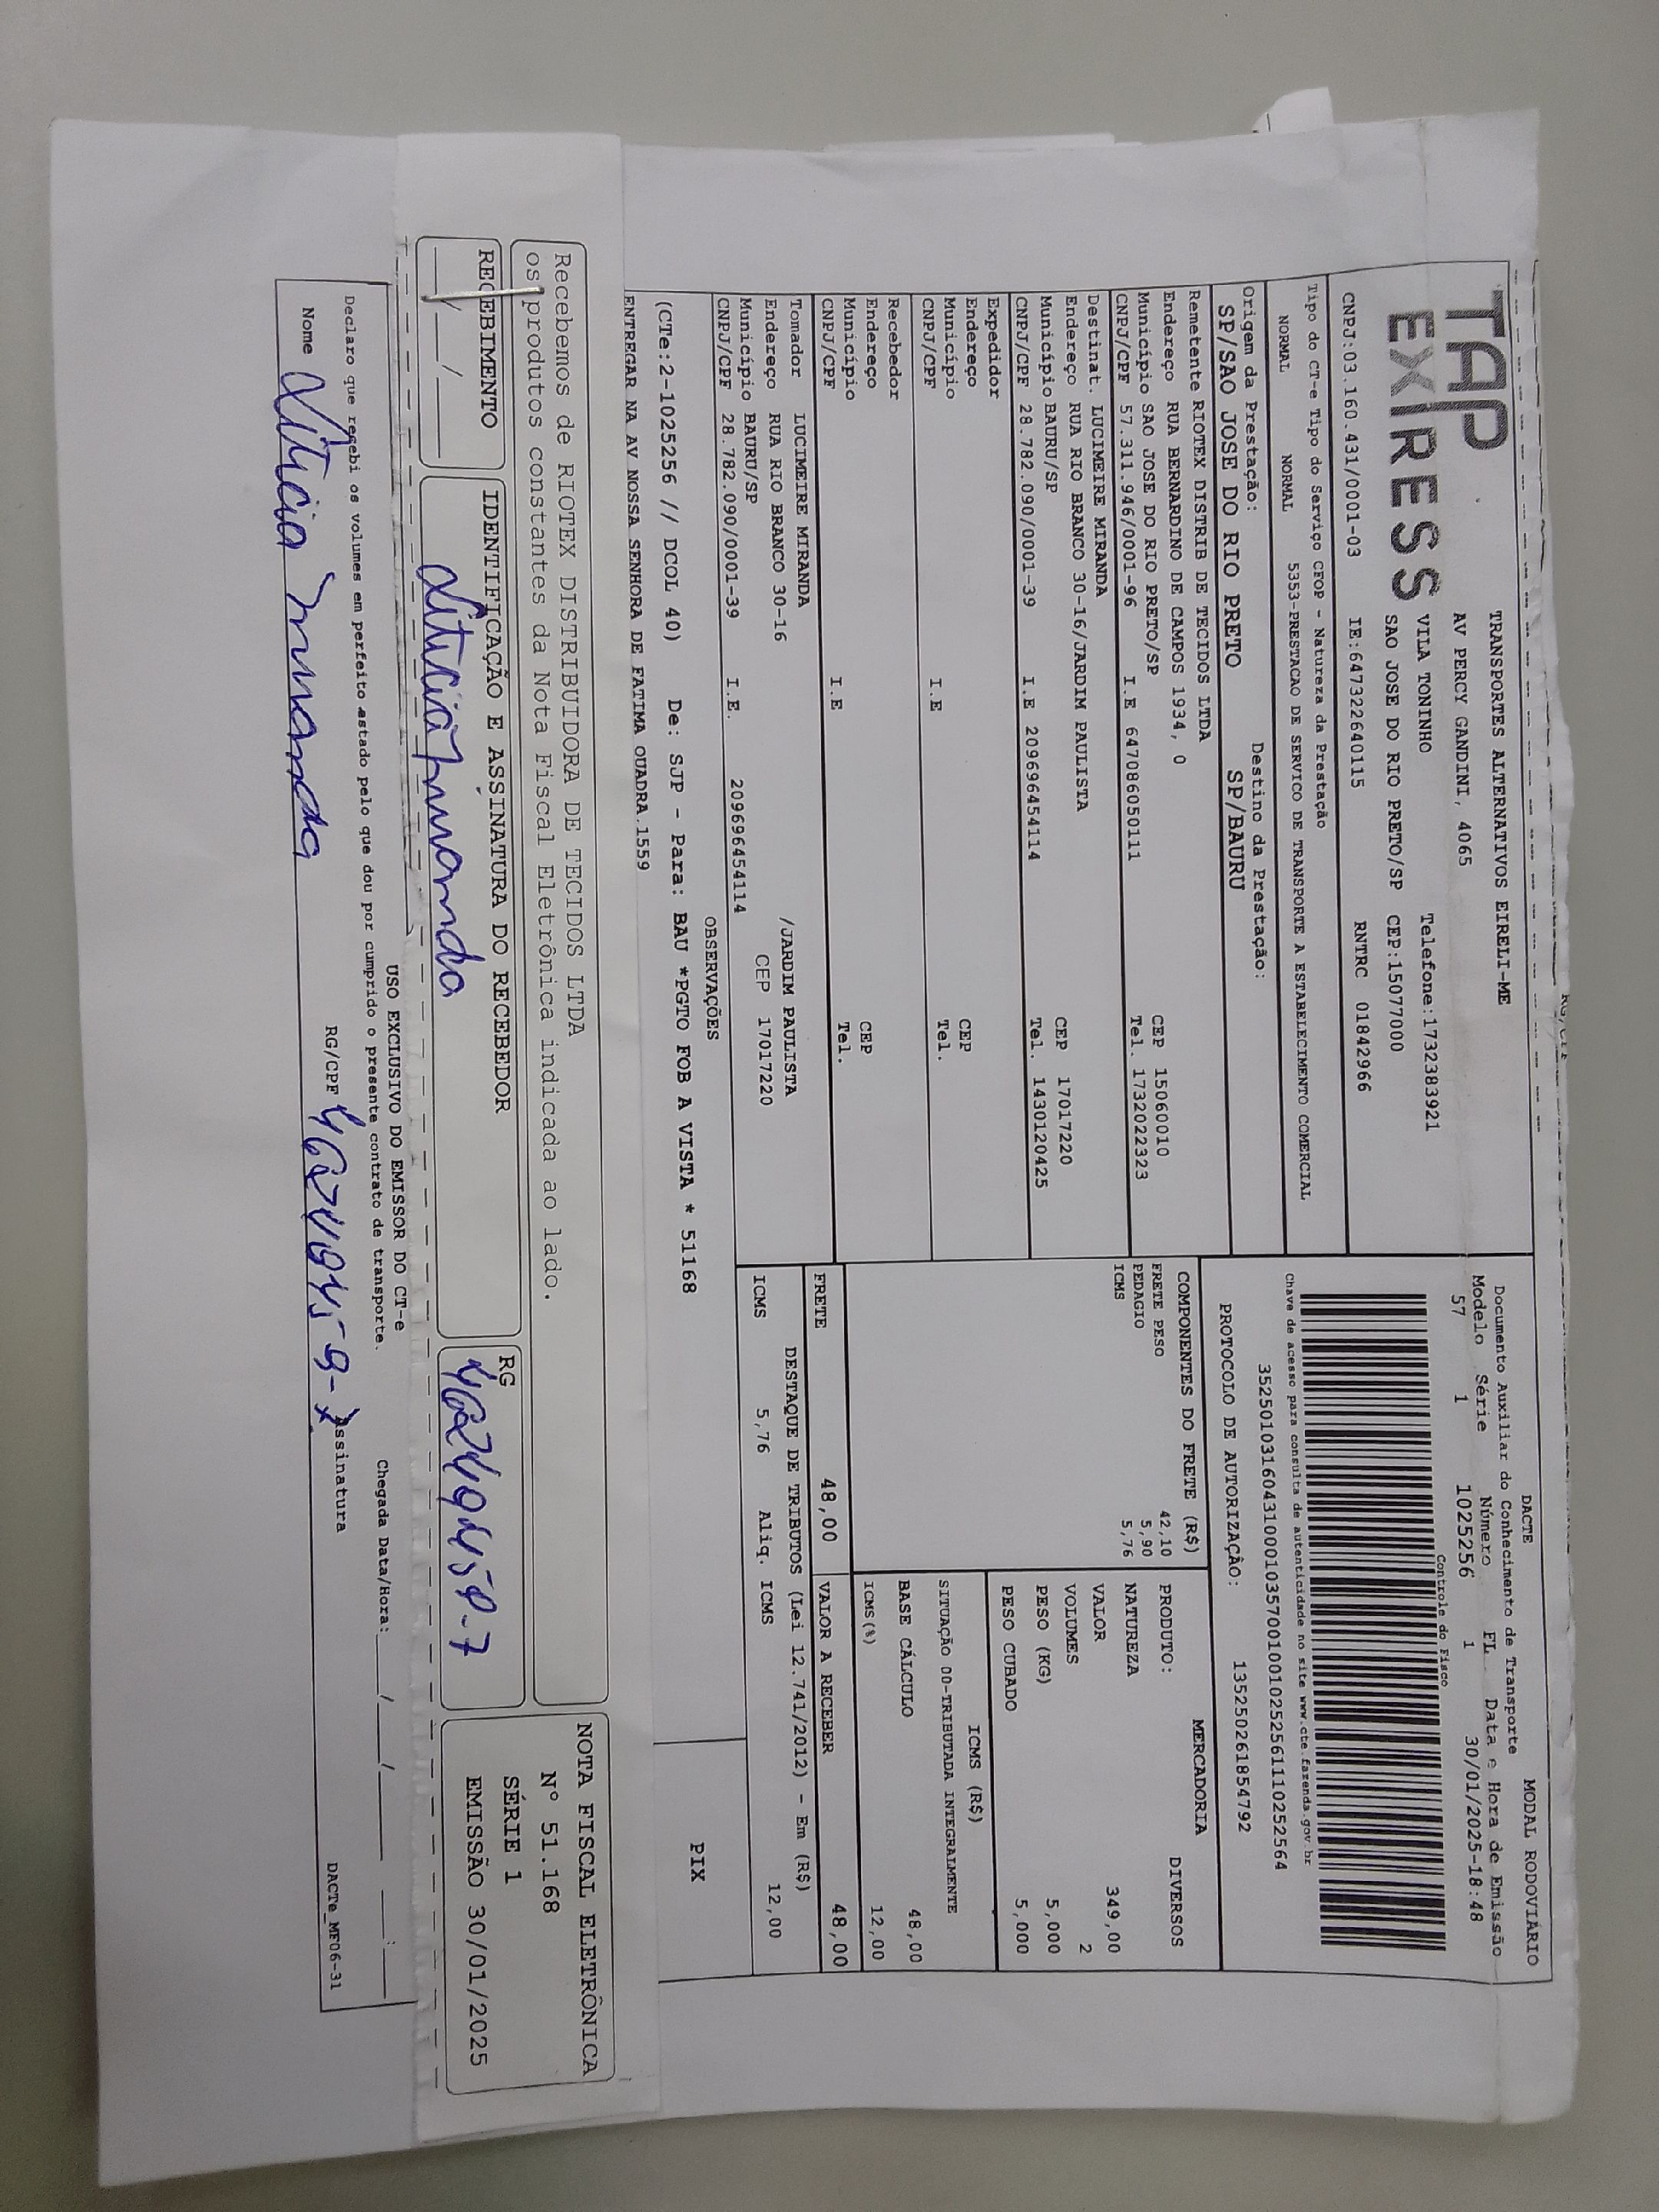 TAP
EXPRESS
TRANSPORTES ALTERNATIVOS EIRELI-ME
AV PERCY GANDINI, 4065
VILA TONINHO Telefone:1732383921
SAO JOSE DO RIO PRETO/SP CEP:15077000
CNPJ:03.160.431/0001-03 IE:647322640115 RNTRC 01842966
DACTE MODAL RODOVIÁRIO
Documento Auxiliar do Conhecimento de Transporte
Modelo Série Número FL Data e Hora de Emissão
57 1 1025256 1 30/01/2025-18:48
Controle do Fisco
Chave de acesso para consulta de autenticidade no site www.cte.fazenda.gov.br
35250103160431000103570010010252561110252564
PROTOCOLO DE AUTORIZAÇÃO: 135250261854792
Tipo do CT-e Tipo do Serviço CFOP - Natureza da Prestação
NORMAL NORMAL 5353-PRESTACAO DE SERVICO DE TRANSPORTE A ESTABELECIMENTO COMERCIAL
Origem da Prestação: Destino da Prestação:
SP/SAO JOSE DO RIO PRETO SP/BAURU
Remetente RIOTEX DISTRIB DE TECIDOS LTDA
Endereço RUA BERNARDINO DE CAMPOS 1934, 0 CEP 15060010
Município SAO JOSE DO RIO PRETO/SP Tel. 1732022323
CNPJ/CPF 57.311.946/0001-96 I.E 647086050111
Destinat. LUCIMEIRE MIRANDA
Endereço RUA RIO BRANCO 30-16/JARDIM PAULISTA CEP 17017220
Município BAURU/SP Tel. 1430120425
CNPJ/CPF 28.782.090/0001-39 I.E 209696454114
Expedidor
Endereço CEP
Município Tel.
CNPJ/CPF I.E
Recebedor
Endereço CEP
Município Tel.
CNPJ/CPF I.E
Tomador LUCIMEIRE MIRANDA /JARDIM PAULISTA
Endereço RUA RIO BRANCO 30-16 CEP 17017220
Município BAURU/SP
CNPJ/CPF 28.782.090/0001-39 I.E. 209696454114
COMPONENTES DO FRETE (R$)
FRETE PESO 42,10
PEDAGIO 5,90
ICMS 5,76
MERCADORIA
PRODUTO: DIVERSOS
NATUREZA
VALOR 349,00
VOLUMES 2
PESO (KG) 5,000
PESO CUBADO 5,000
ICMS (R$)
SITUAÇÃO 00-TRIBUTADA INTEGRALMENTE
BASE CÁLCULO 48,00
ICMS(%) 12,00
FRETE 48,00 VALOR A RECEBER 48,00
DESTAQUE DE TRIBUTOS (Lei 12.741/2012) - Em (R$)
ICMS 5,76 Aliq. ICMS 12,00
OBSERVAÇÕES
(CTe:2-1025256 // DCOL 40) De: SJP - Para: BAU *PGTO FOB A VISTA * 51168
PIX
ENTREGAR NA AV NOSSA SENHORA DE FATIMA QUADRA 1559
Recebemos de RIOTEX DISTRIBUIDORA DE TECIDOS LTDA
os produtos constantes da Nota Fiscal Eletrônica indicada ao lado.
NOTA FISCAL ELETRÔNICA
Nº 51.168
SÉRIE 1
EMISSÃO 30/01/2025
RECEBIMENTO IDENTIFICAÇÃO E ASSINATURA DO RECEBEDOR RG
__/__/__
USO EXCLUSIVO DO EMISSOR DO CT-e
Declaro que recebi os volumes em perfeito estado pelo que dou por cumprido o presente contrato de transporte. Chegada Data/Hora: __/__/__ __:__
Nome RG/CPF Assinatura
DACTe_MF06-31